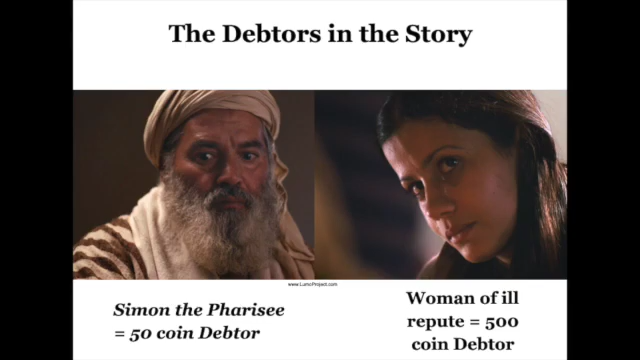 The Debtors in the Story
www.LumoProject.com
Simon the Pharisee
= 50 coin Debtor
Woman of ill
repute = 500
coin Debtor